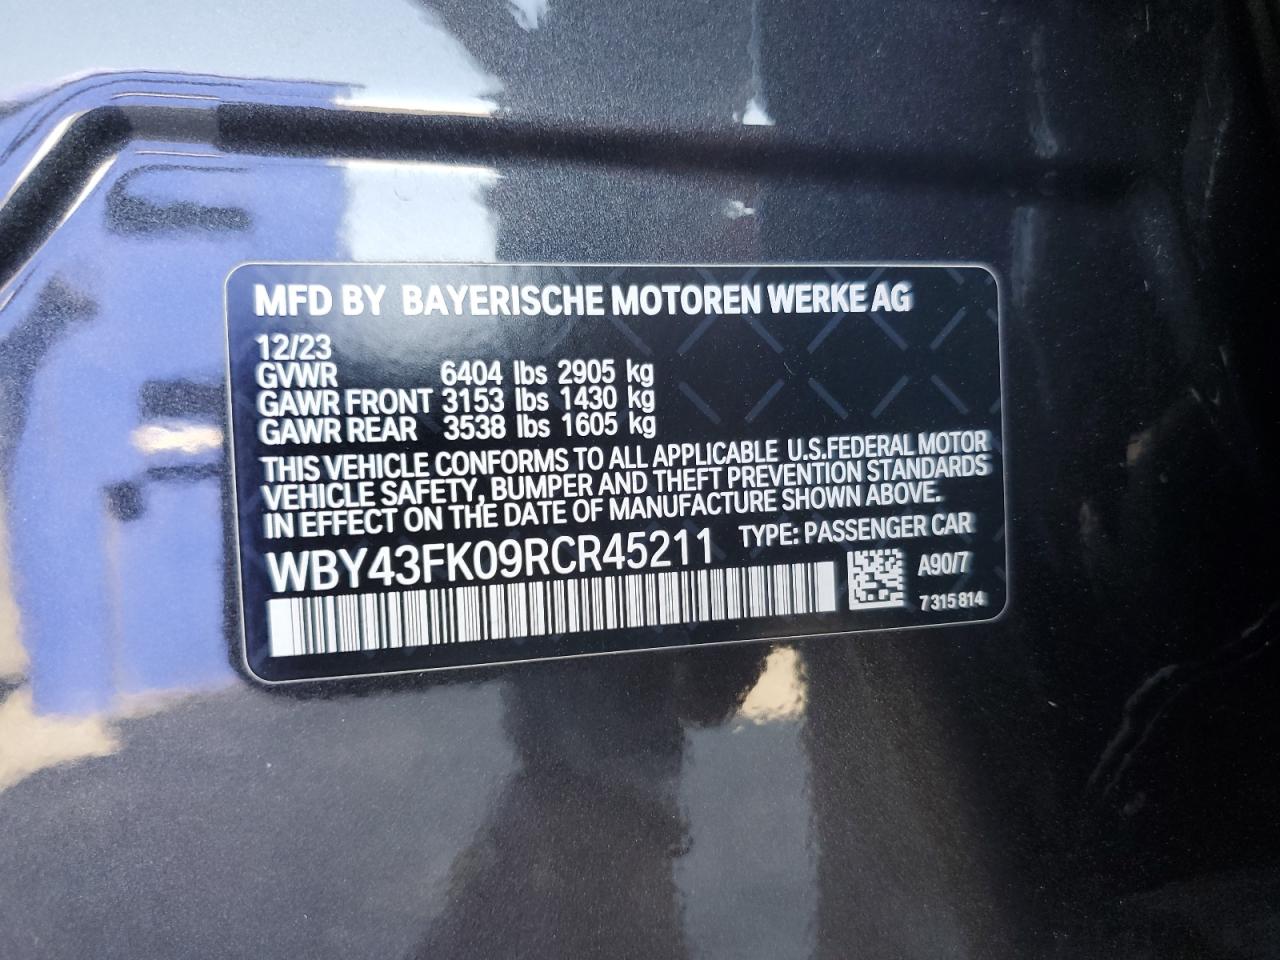 MFD BY BAYERISCHE MOTOREN WERKE AG
12/23
GVWR 6404 lbs 2905 kg
GAWR FRONT 3153 lbs 1430 kg
GAWR REAR 3538 lbs 1605 kg
THIS VEHICLE CONFORMS TO ALL APPLICABLE U.S.FEDERAL MOTOR
VEHICLE SAFETY, BUMPER AND THEFT PREVENTION STANDARDS
IN EFFECT ON THE DATE OF MANUFACTURE SHOWN ABOVE.
WBY43FK09RCR45211 TYPE: PASSENGER CAR
A90/7
7 315 814